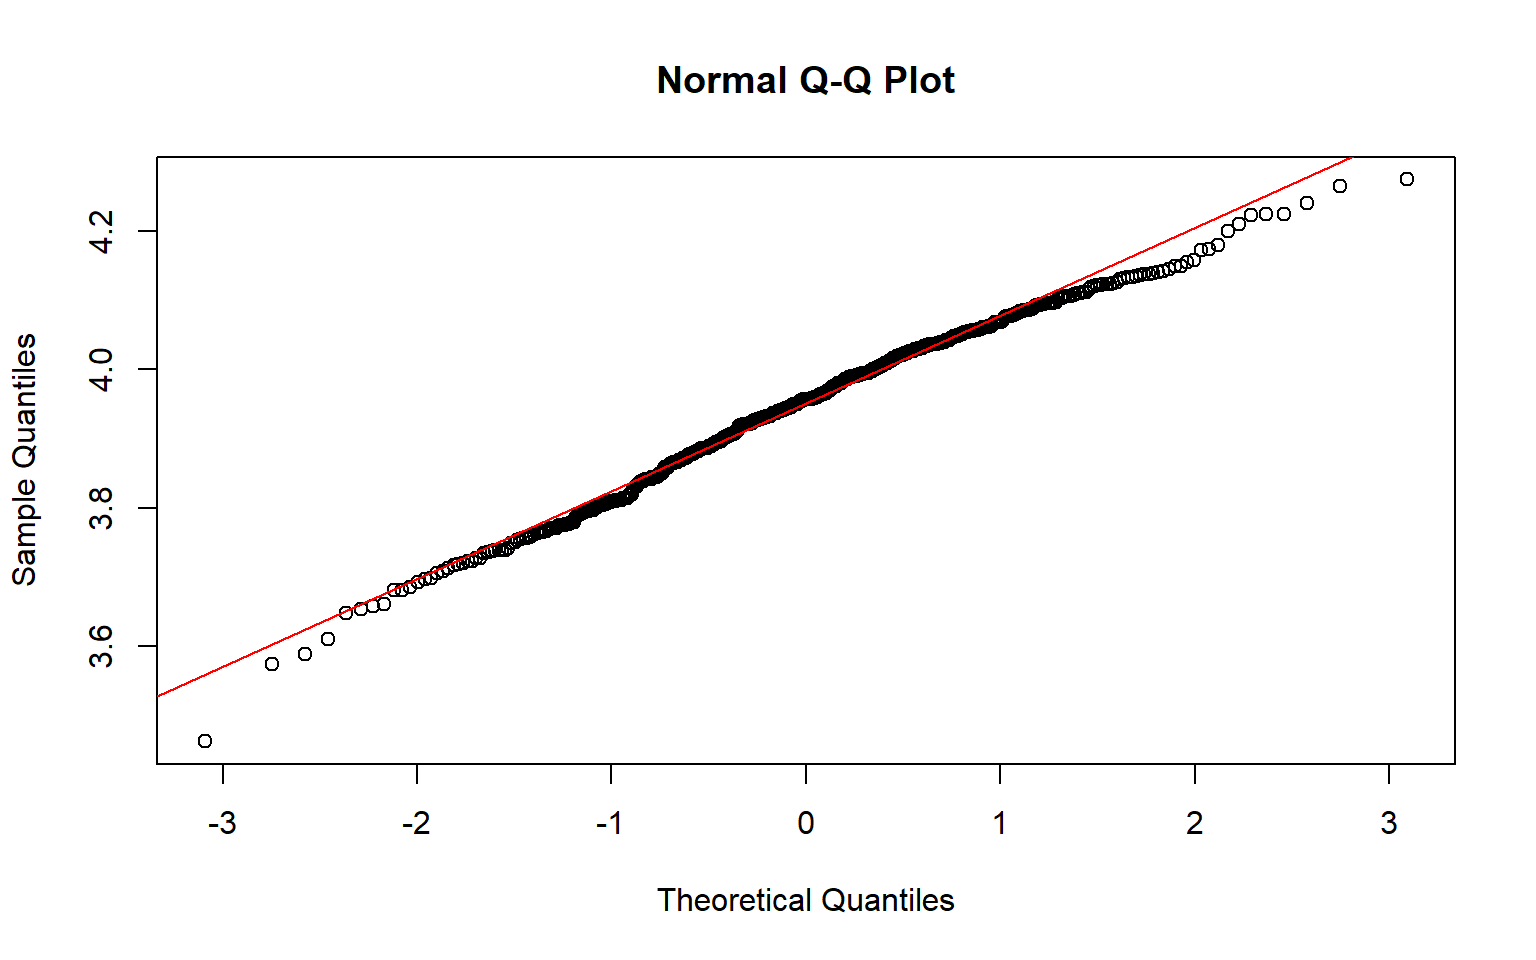 Normal Q-Q Plot
Sample Quantiles
4.2
4.0
3.8
3.6
-3 -2 -1 0 1 2 3
Theoretical Quantiles